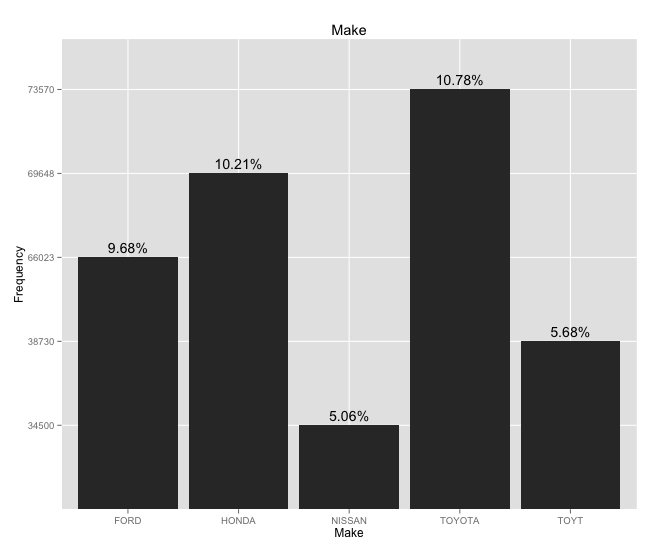 Make
10.78%
73570
10.21%
69648
9.68%
66023
5.68%
38730
5.06%
34500
Frequency
FORD HONDA NISSAN TOYOTA TOYT
Make